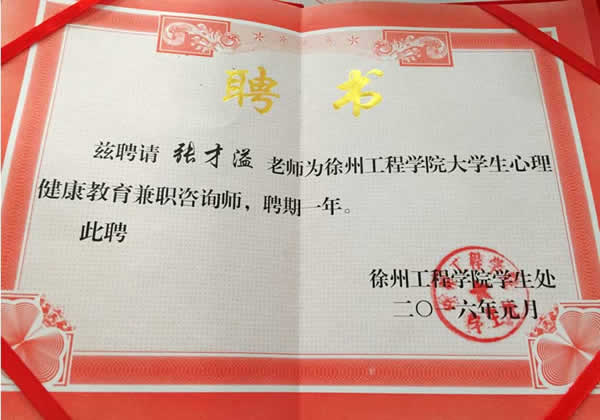 聘书
兹聘请 张才溢 老师为徐州工程学院大学生心理
健康教育兼职咨询师，聘期一年。
此聘
徐州工程学院学生处
二〇一六年元月